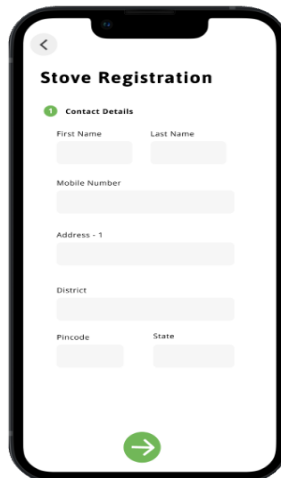 Stove Registration
1 Contact Details
First Name Last Name
Mobile Number
Address - 1
District
Pincode State